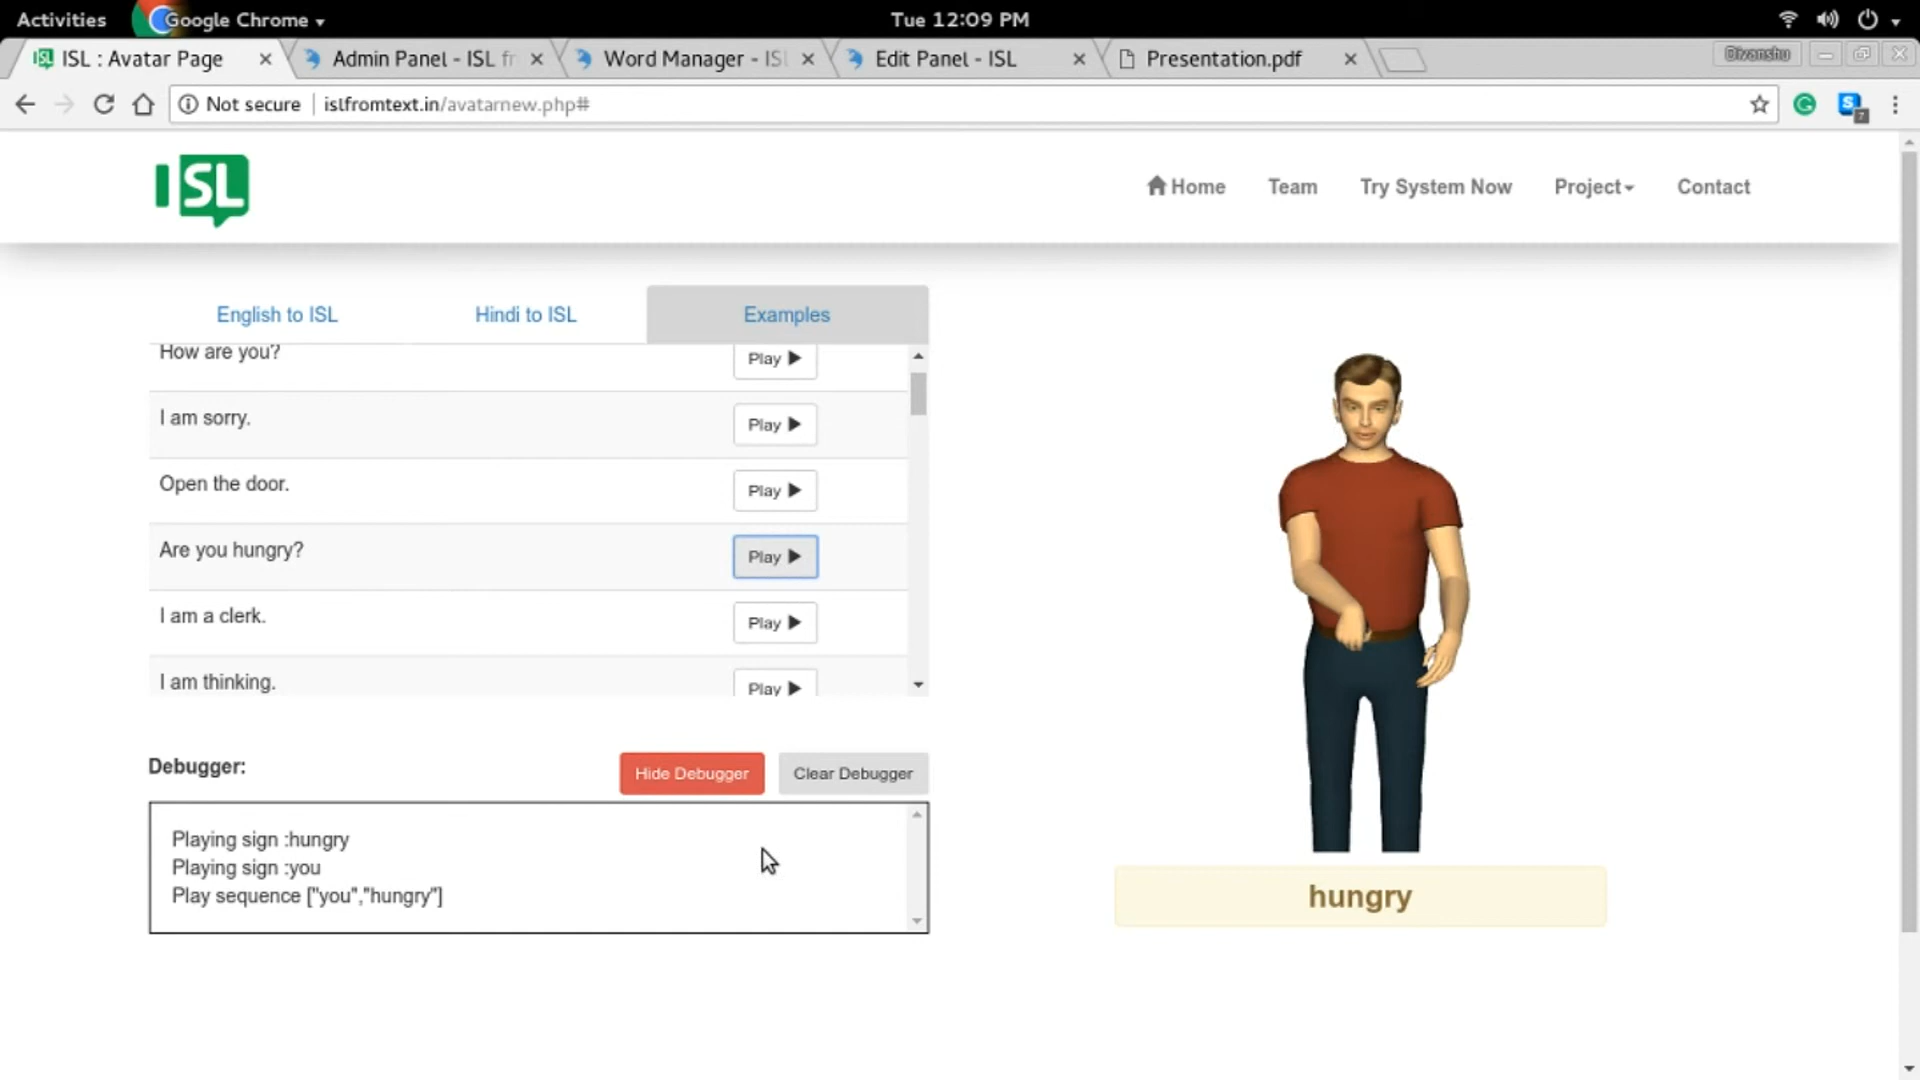 Activities Google Chrome Tue 12:09 PM
ISL : Avatar Page Admin Panel - ISL fr Word Manager - ISL Edit Panel - ISL Presentation.pdf Divanshu
Not secure islfromtext.in/avatarnew.php# 7
ISL Home Team Try System Now Project Contact
English to ISL Hindi to ISL Examples
How are you? Play
I am sorry. Play
Open the door. Play
Are you hungry? Play
I am a clerk. Play
I am thinking. Play
Debugger: Hide Debugger Clear Debugger
Playing sign :hungry
Playing sign :you
Play sequence ["you","hungry"]
hungry